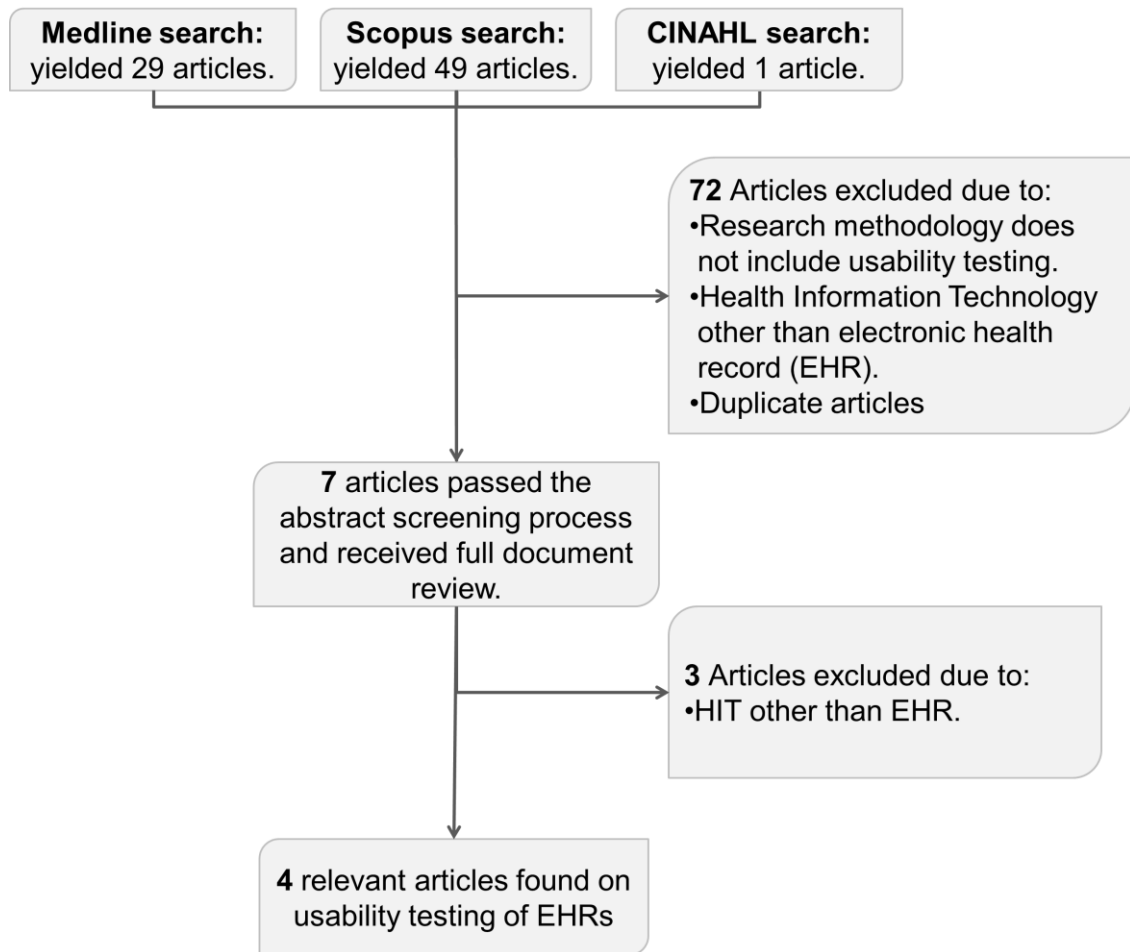 Medline search:
yielded 29 articles.
Scopus search:
yielded 49 articles.
CINAHL search:
yielded 1 article.
72 Articles excluded due to:
•Research methodology does
not include usability testing.
•Health Information Technology
other than electronic health
record (EHR).
•Duplicate articles
7 articles passed the
abstract screening process
and received full document
review.
3 Articles excluded due to:
•HIT other than EHR.
4 relevant articles found on
usability testing of EHRs